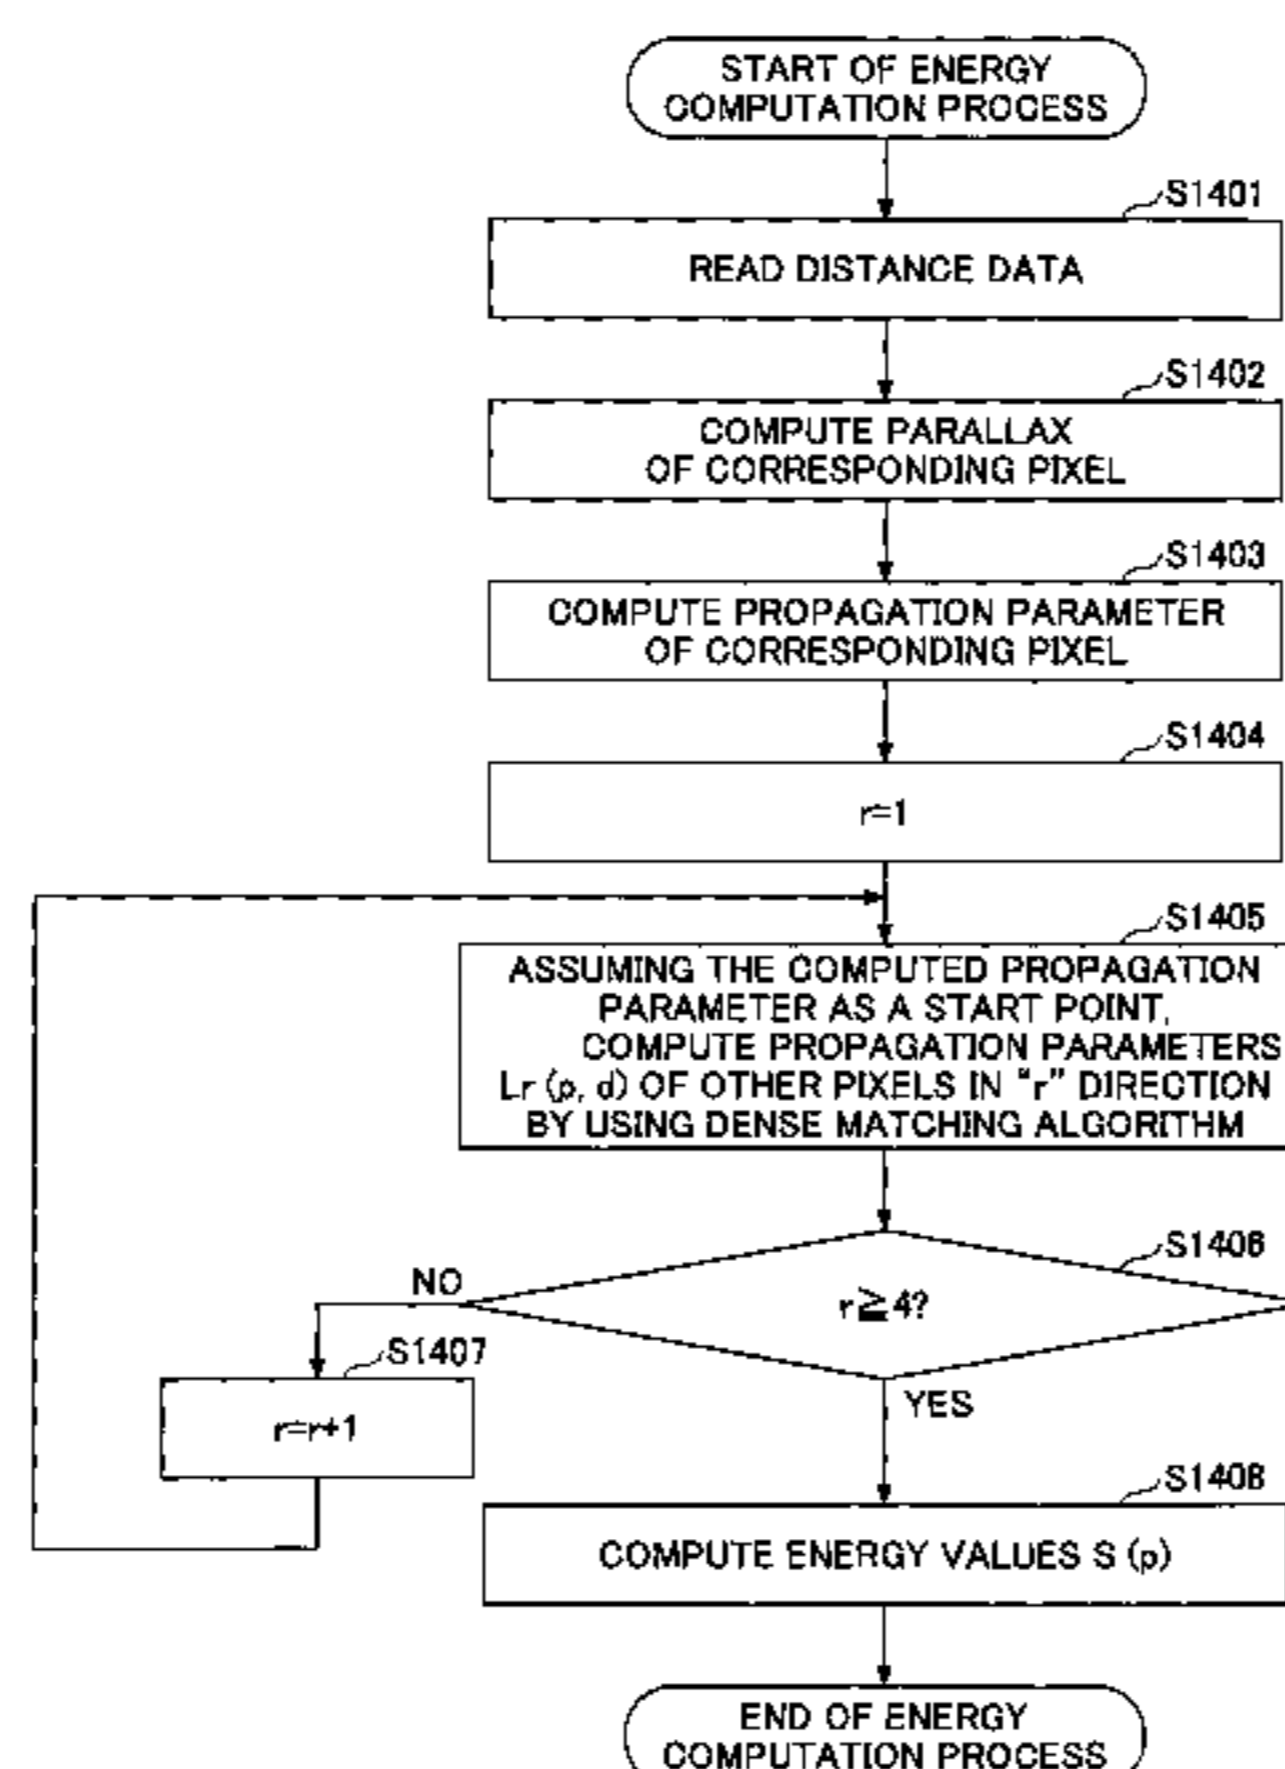 START OF ENERGY
COMPUTATION PROCESS
S1401
READ DISTANCE DATA
S1402
COMPUTE PARALLAX
OF CORRESPONDING PIXEL
S1403
COMPUTE PROPAGATION PARAMETER
OF CORRESPONDING PIXEL
S1404
r=1
S1405
ASSUMING THE COMPUTED PROPAGATION
PARAMETER AS A START POINT,
COMPUTE PROPAGATION PARAMETERS
Lr (p, d) OF OTHER PIXELS IN “r” DIRECTION
BY USING DENSE MATCHING ALGORITHM
S1406
r≧4?
NO
S1407
r=r+1
YES
S1408
COMPUTE ENERGY VALUES S (p)
END OF ENERGY
COMPUTATION PROCESS